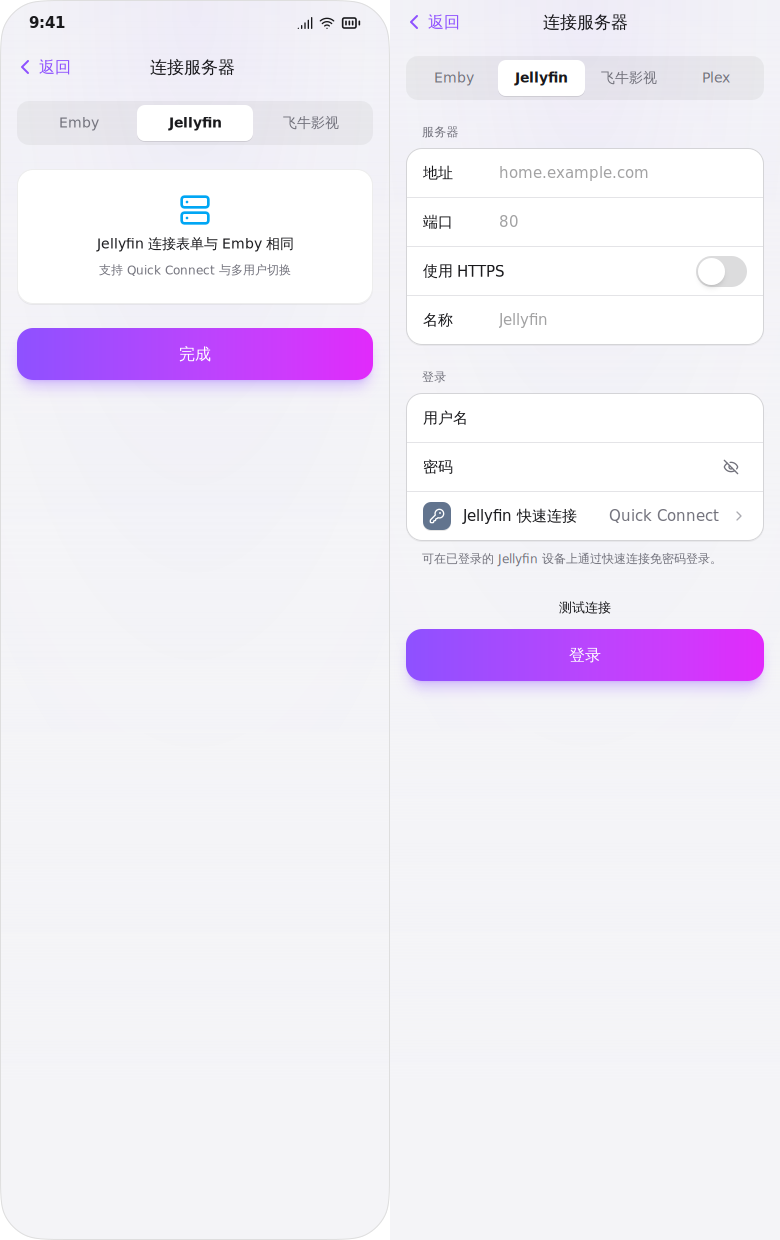 9:41
返回
连接服务器
Emby
Jellyfin
飞牛影视
Jellyfin 连接表单与 Emby 相同
支持 Quick Connect 与多用户切换
完成
返回
连接服务器
Emby
Jellyfin
飞牛影视
Plex
服务器
地址 home.example.com
端口 80
使用 HTTPS
名称 Jellyfin
登录
用户名
密码
Jellyfin 快速连接 Quick Connect
可在已登录的 Jellyfin 设备上通过快速连接免密码登录。
测试连接
登录